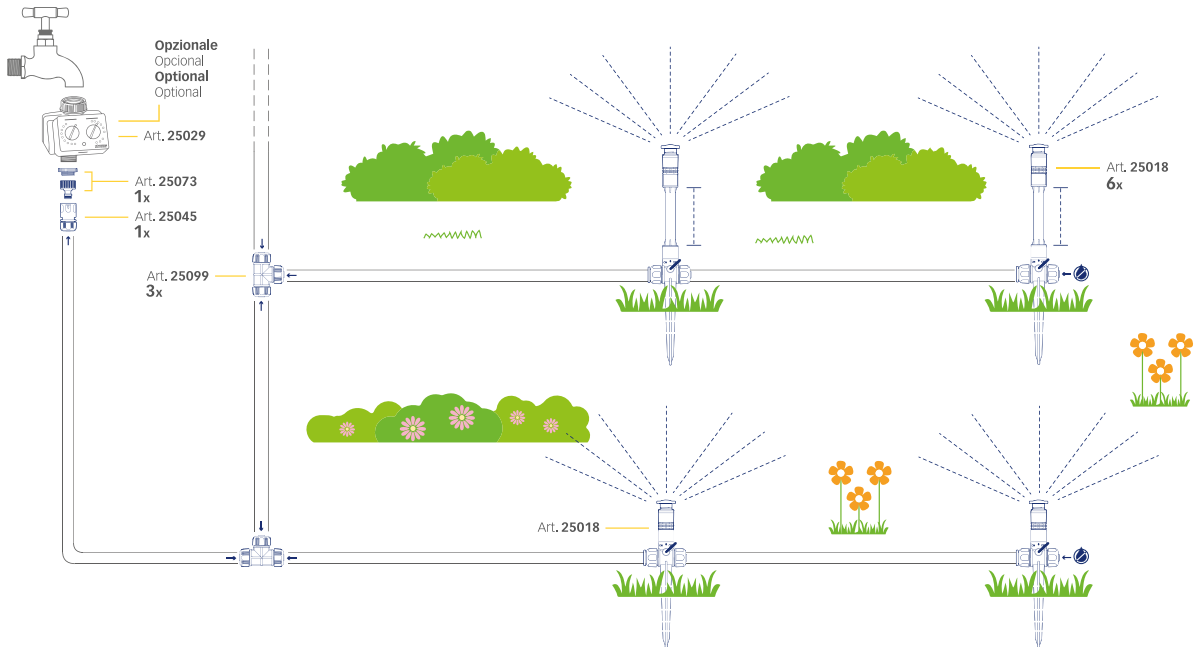 Opzionale
Opcional
Optional
Optional
Art. 25029
Art. 25073
1x
Art. 25045
1x
Art. 25099
3x
Art. 25018
6x
Art. 25018